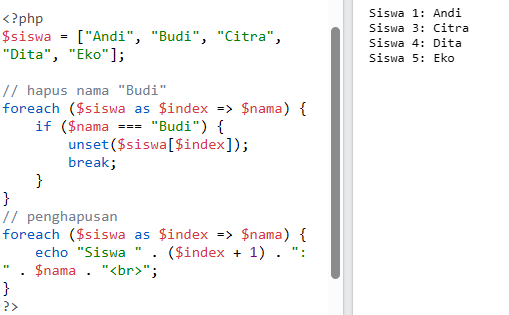 <?php
$siswa = ["Andi", "Budi", "Citra",
"Dita", "Eko"];
// hapus nama "Budi"
foreach ($siswa as $index => $nama) {
    if ($nama === "Budi") {
        unset($siswa[$index]);
        break;
    }
}
// penghapusan
foreach ($siswa as $index => $nama) {
    echo "Siswa " . ($index + 1) . ":
" . $nama . "<br>";
}
?>
Siswa 1: Andi
Siswa 3: Citra
Siswa 4: Dita
Siswa 5: Eko